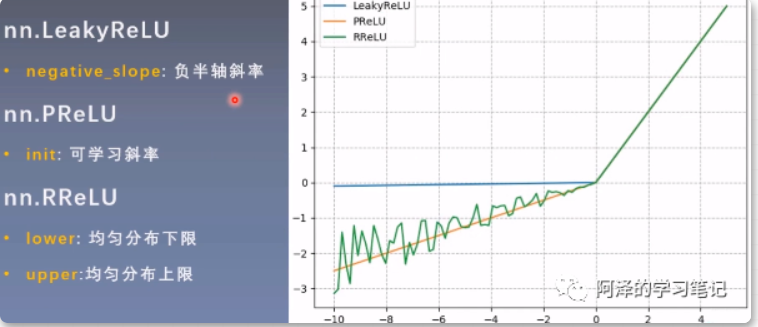 nn.LeakyReLU
• negative_slope: 负半轴斜率
nn.PReLU
• init: 可学习斜率
nn.RReLU
• lower: 均匀分布下限
• upper:均匀分布上限
LeakyReLU
PReLU
RReLU
5
4
3
2
1
0
−1
−2
−3
−10 −8 −6 −4 −2 0 2 4
阿泽的学习笔记